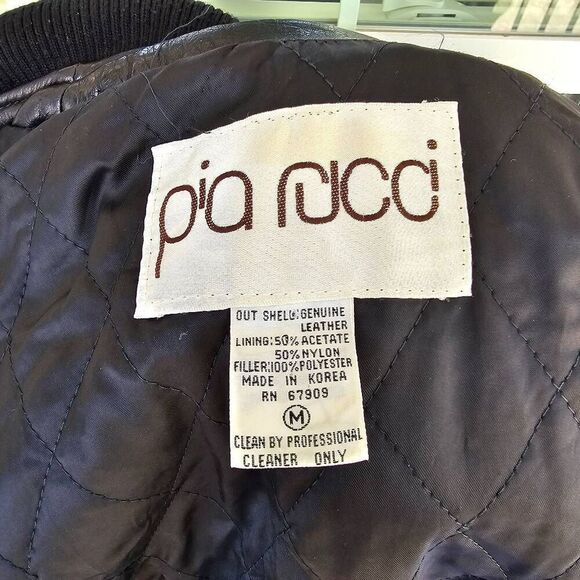 pia rucci
OUT SHELL:GENUINE
LEATHER
LINING:50% ACETATE
50% NYLON
FILLER:100% POLYESTER
MADE IN KOREA
RN 67909
M
CLEAN BY PROFESSIONAL
CLEANER ONLY